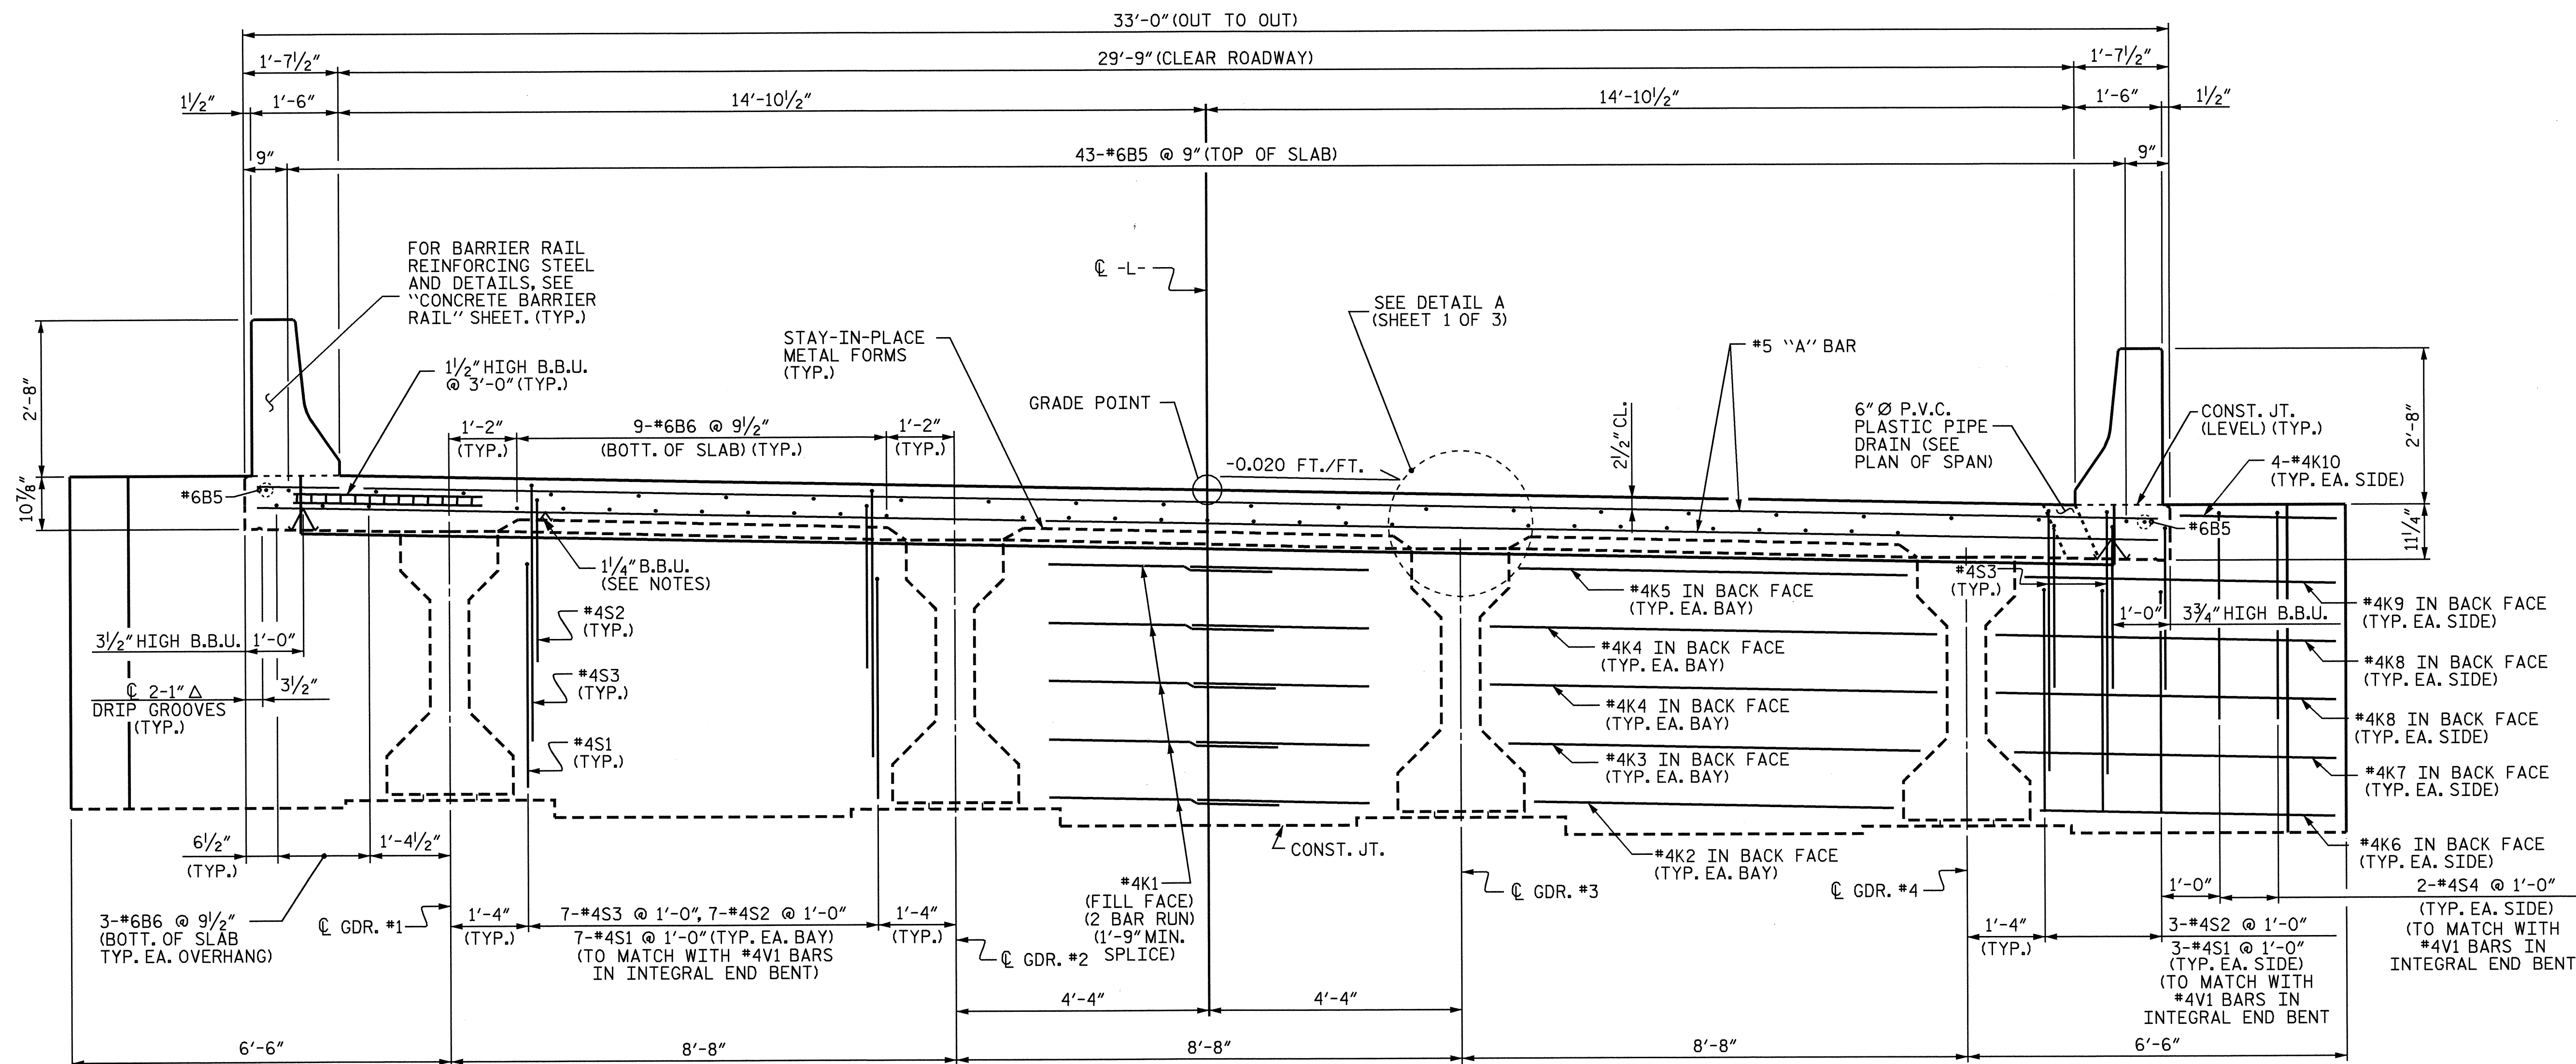 33'-0" (OUT TO OUT)
1'-7½"
29'-9" (CLEAR ROADWAY)
1'-7½"
1½"
1'-6"
14'-10½"
14'-10½"
1'-6"
1½"
9"
43-#6B5 @ 9" (TOP OF SLAB)
9"
FOR BARRIER RAIL
REINFORCING STEEL
AND DETAILS, SEE
"CONCRETE BARRIER
RAIL" SHEET. (TYP.)
℄ -L-
SEE DETAIL A
(SHEET 1 OF 3)
STAY-IN-PLACE
METAL FORMS
(TYP.)
#5 "A" BAR
1½" HIGH B.B.U.
@ 3'-0" (TYP.)
2'-8"
GRADE POINT
6" Ø P.V.C.
PLASTIC PIPE
DRAIN (SEE
PLAN OF SPAN)
CONST. JT.
(LEVEL) (TYP.)
2'-8"
1'-2"
(TYP.)
9-#6B6 @ 9½"
(BOTT. OF SLAB) (TYP.)
1'-2"
(TYP.)
2½" CL.
-0.020 FT./FT.
4-#4K10
(TYP. EA. SIDE)
10⅞"
#6B5
#6B5
11¼"
1¼" B.B.U.
(SEE NOTES)
#4S3
(TYP.)
#4K5 IN BACK FACE
(TYP. EA. BAY)
#4K9 IN BACK FACE
(TYP. EA. SIDE)
#4S2
(TYP.)
3½" HIGH B.B.U.
1'-0"
1'-0"
3¾" HIGH B.B.U.
#4K4 IN BACK FACE
(TYP. EA. BAY)
#4K8 IN BACK FACE
(TYP. EA. SIDE)
#4S3
(TYP.)
℄ 2-1" △
DRIP GROOVES
(TYP.)
3½"
#4K4 IN BACK FACE
(TYP. EA. BAY)
#4K8 IN BACK FACE
(TYP. EA. SIDE)
#4S1
(TYP.)
#4K3 IN BACK FACE
(TYP. EA. BAY)
#4K7 IN BACK FACE
(TYP. EA. SIDE)
6½"
(TYP.)
1'-4½"
CONST. JT.
#4K2 IN BACK FACE
(TYP. EA. BAY)
#4K6 IN BACK FACE
(TYP. EA. SIDE)
#4K1
(FILL FACE)
(2 BAR RUN)
(1'-9" MIN.
SPLICE)
℄ GDR. #3
℄ GDR. #4
1'-0"
2-#4S4 @ 1'-0"
(TYP. EA. SIDE)
(TO MATCH WITH
#4V1 BARS IN
INTEGRAL END BENT
3-#6B6 @ 9½"
(BOTT. OF SLAB
TYP. EA. OVERHANG)
℄ GDR. #1
1'-4"
(TYP.)
7-#4S3 @ 1'-0", 7-#4S2 @ 1'-0"
7-#4S1 @ 1'-0" (TYP. EA. BAY)
(TO MATCH WITH #4V1 BARS
IN INTEGRAL END BENT)
1'-4"
(TYP.)
℄ GDR. #2
1'-4"
(TYP.)
3-#4S2 @ 1'-0"
3-#4S1 @ 1'-0"
(TYP. EA. SIDE)
(TO MATCH WITH
#4V1 BARS IN
INTEGRAL END BENT
4'-4"
4'-4"
6'-6"
8'-8"
8'-8"
8'-8"
6'-6"